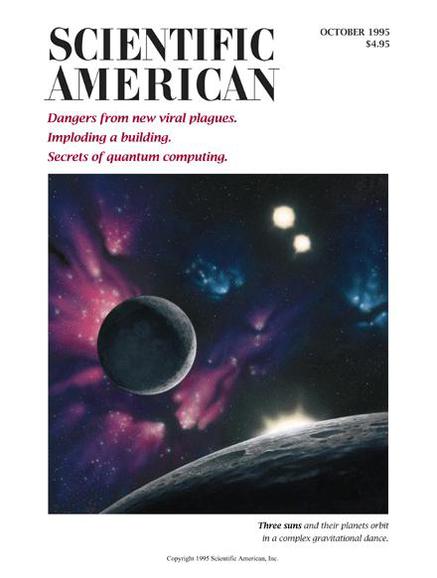 SCIENTIFIC
AMERICAN
OCTOBER 1995
$4.95
Dangers from new viral plagues.
Imploding a building.
Secrets of quantum computing.
Three suns and their planets orbit
in a complex gravitational dance.
Copyright 1995 Scientific American, Inc.